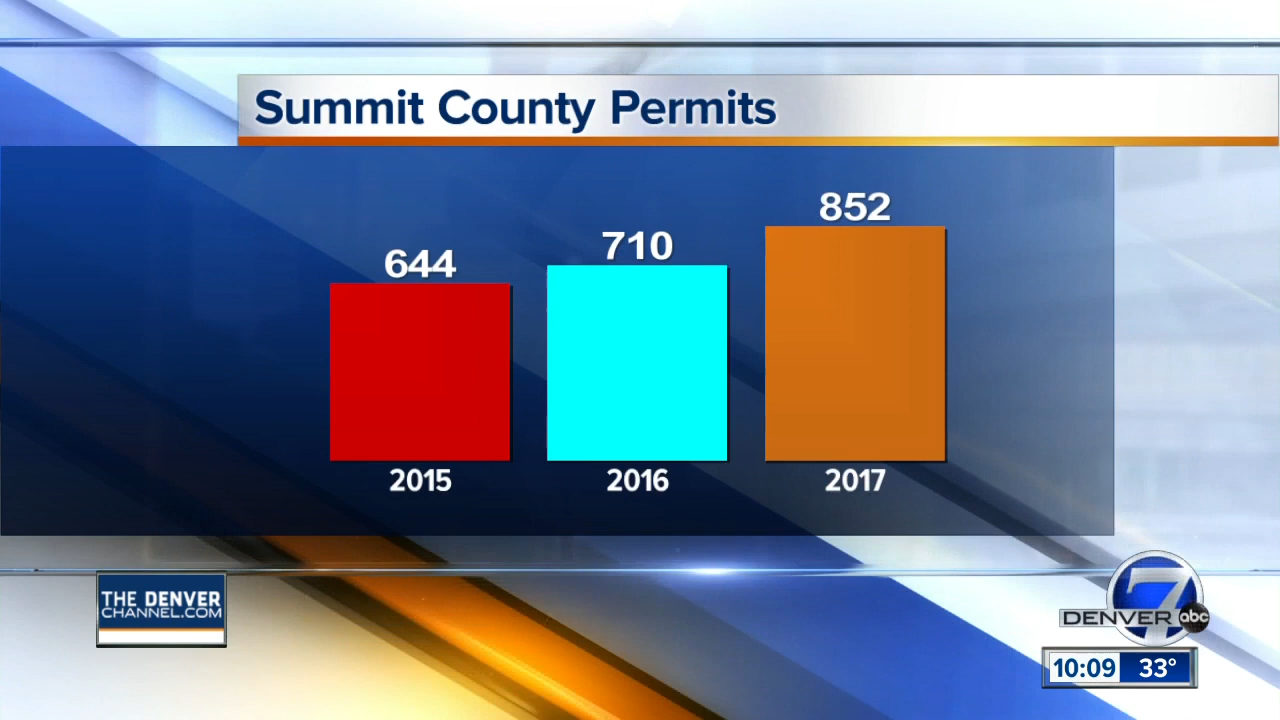 Summit County Permits
644
710
852
2015
2016
2017
THE DENVER
CHANNEL.COM
7
DENVER
abc
10:09
33°